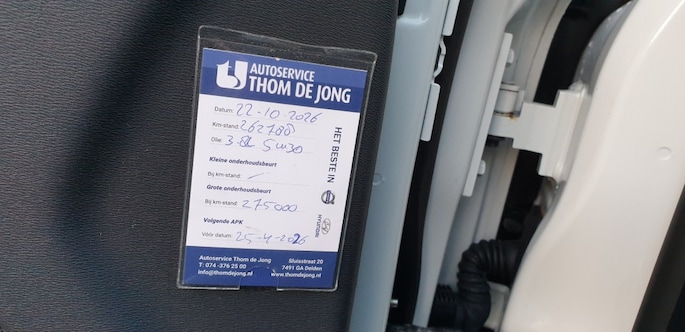 AUTOSERVICE
THOM DE JONG
Datum: 22-10-2026
Km-stand: 262788
Olie: 3.8L 5w30
Kleine onderhoudsbeurt
Bij km-stand: /
Grote onderhoudsbeurt
Bij km-stand: 275000
Volgende APK
Vóór datum: 25-4-2026
HET BESTE IN
HYUNDAI
Autoservice Thom de Jong
T: 074 -376 25 00
info@thomdejong.nl
Sluisstraat 20
7491 GA Delden
www.thomdejong.nl